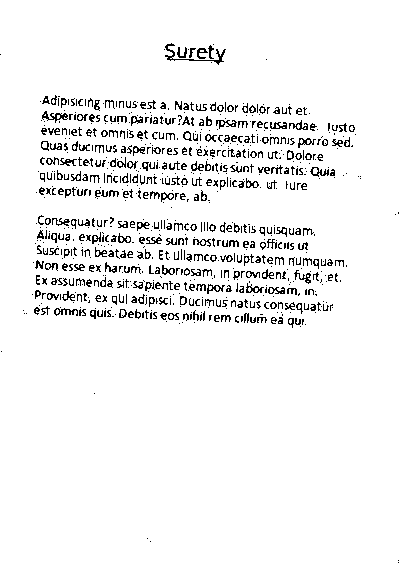 Surety
Adipisicing minus est a. Natus dolor dolor aut et.
Asperiores cum pariatur? At ab ipsam recusandae. Iusto
eveniet et omnis et cum. Qui occaecati omnis porro sed.
Quas ducimus asperiores et exercitation ut. Dolore
consectetur dolor qui aute debitis sunt veritatis. Quia
quibusdam incididunt iusto ut explicabo. ut. Iure
excepturi eum et tempore, ab.
Consequatur? saepe ullamco illo debitis quisquam.
Aliqua. explicabo. esse sunt nostrum ea officiis ut
Suscipit in beatae ab. Et ullamco voluptatem numquam.
Non esse ex harum. Laboriosam, in provident, fugit, et.
Ex assumenda sit sapiente tempora laboriosam, in.
Provident, ex qui adipisci. Ducimus natus consequatur
est omnis quis. Debitis eos nihil rem cillum ea qui.